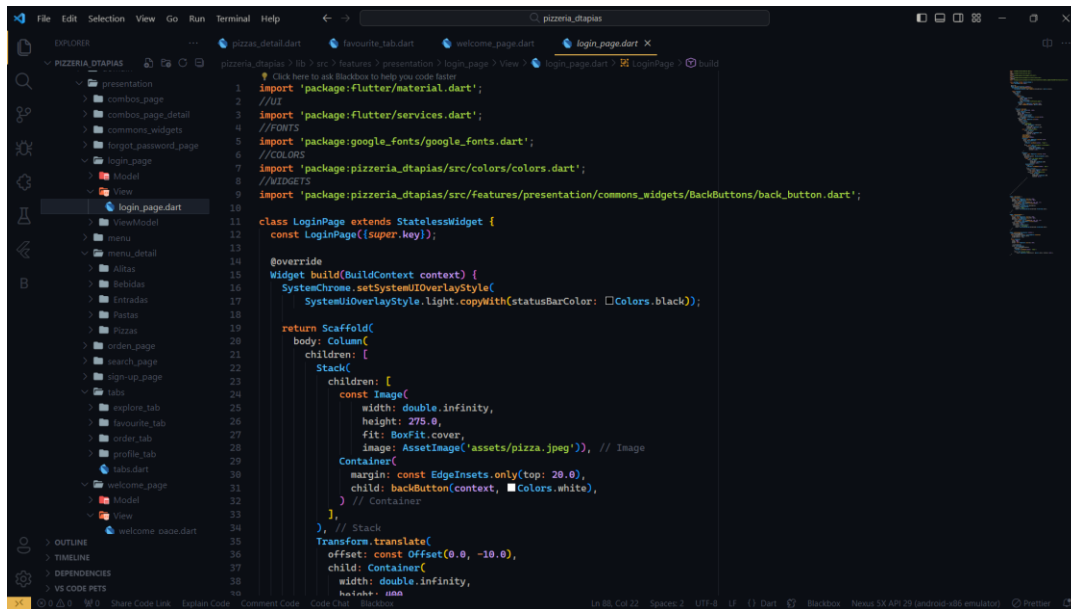 File Edit Selection View Go Run Terminal Help
pizzeria_dtapias
EXPLORER
PIZZERIA_DTAPIAS
presentation
combos_page
combos_page_detail
commons_widgets
forgot_password_page
login_page
Model
View
login_page.dart
ViewModel
menu
menu_detail
Alitas
Bebidas
Entradas
Pastas
Pizzas
orden_page
search_page
sign-up_page
tabs
explore_tab
favourite_tab
order_tab
profile_tab
tabs.dart
welcome_page
Model
View
welcome_page.dart
OUTLINE
TIMELINE
DEPENDENCIES
VS CODE PETS
pizzas_detail.dart favourite_tab.dart welcome_page.dart login_page.dart
pizzeria_dtapias > lib > src > features > presentation > login_page > View > login_page.dart > LoginPage > build
Click here to ask Blackbox to help you code faster
1 import 'package:flutter/material.dart';
2 //UI
3 import 'package:flutter/services.dart';
4 //FONTS
5 import 'package:google_fonts/google_fonts.dart';
6 //COLORS
7 import 'package:pizzeria_dtapias/src/colors/colors.dart';
8 //WIDGETS
9 import 'package:pizzeria_dtapias/src/features/presentation/commons_widgets/BackButtons/back_button.dart';
10
11 class LoginPage extends StatelessWidget {
12 const LoginPage({super.key});
13
14 @override
15 Widget build(BuildContext context) {
16 SystemChrome.setSystemUIOverlayStyle(
17 SystemUiOverlayStyle.light.copyWith(statusBarColor: Colors.black));
18
19 return Scaffold(
20 body: Column(
21 children: [
22 Stack(
23 children: [
24 const Image(
25 width: double.infinity,
26 height: 275.0,
27 fit: BoxFit.cover,
28 image: AssetImage('assets/pizza.jpeg')), // Image
29 Container(
30 margin: const EdgeInsets.only(top: 20.0),
31 child: backButton(context, Colors.white),
32 ) // Container
33 ],
34 ), // Stack
35 Transform.translate(
36 offset: const Offset(0.0, -10.0),
37 child: Container(
38 width: double.infinity,
39 height: 400
0 0 0 Share Code Link Explain Code Comment Code Code Chat Blackbox Ln 88, Col 22 Spaces: 2 UTF-8 LF {} Dart Blackbox Nexus 5X API 29 (android-x86 emulator) Prettier